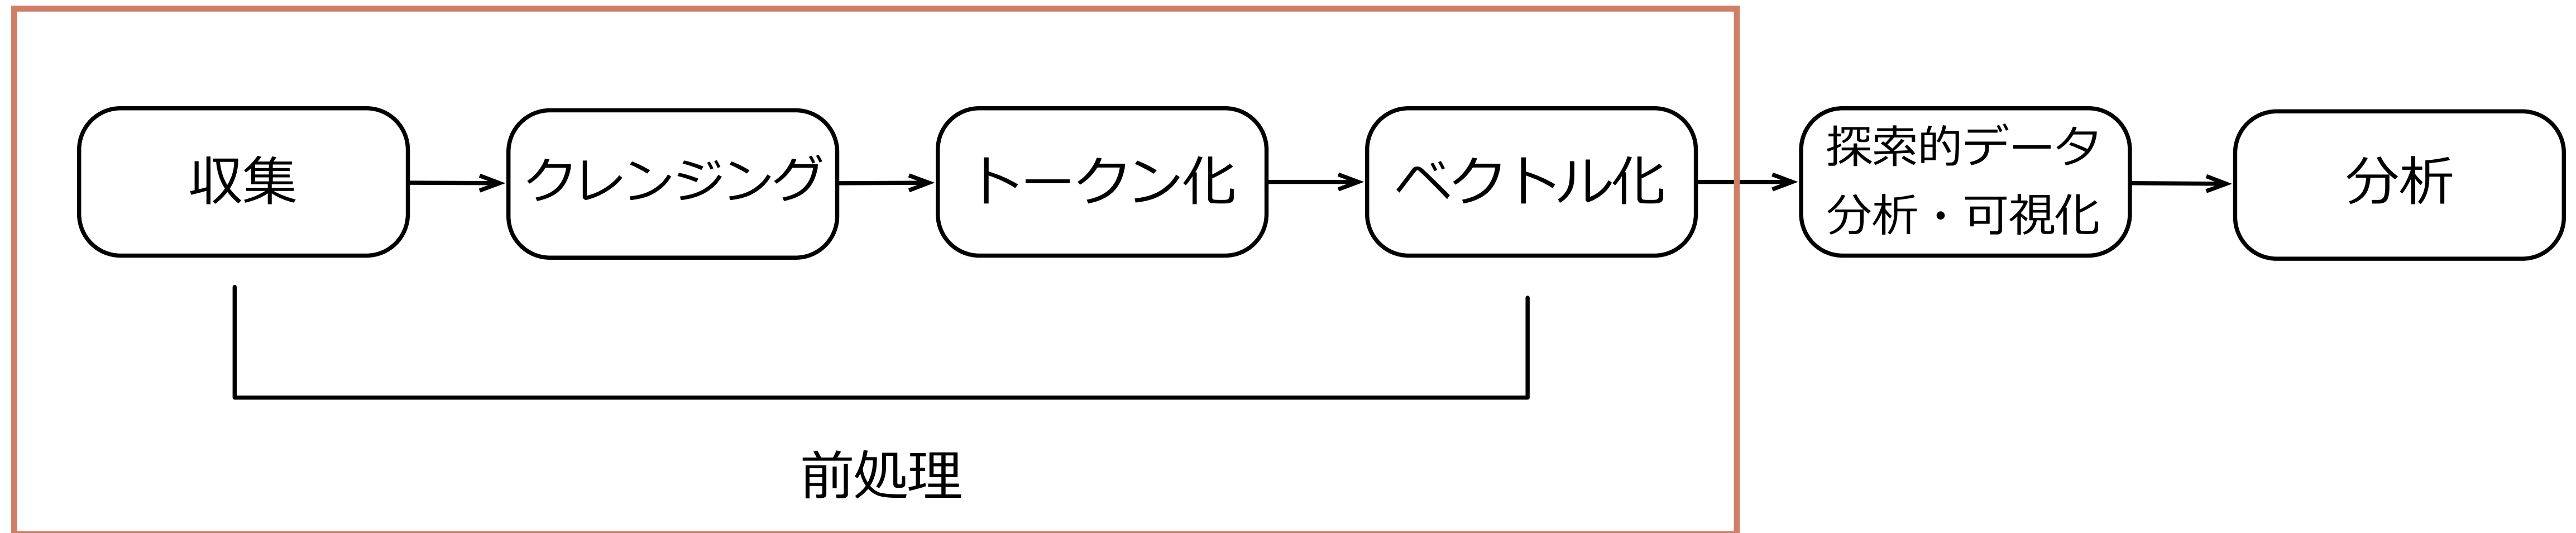 収集
クレンジング
トークン化
ベクトル化
探索的データ
分析・可視化
分析
前処理